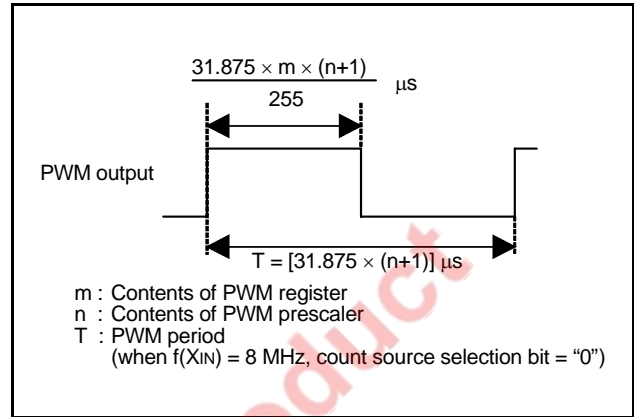 31.875 × m × (n+1)
255
μs
PWM output
T = [31.875 × (n+1)] μs
m : Contents of PWM register
n : Contents of PWM prescaler
T : PWM period
(when f(XIN) = 8 MHz, count source selection bit = “0”)